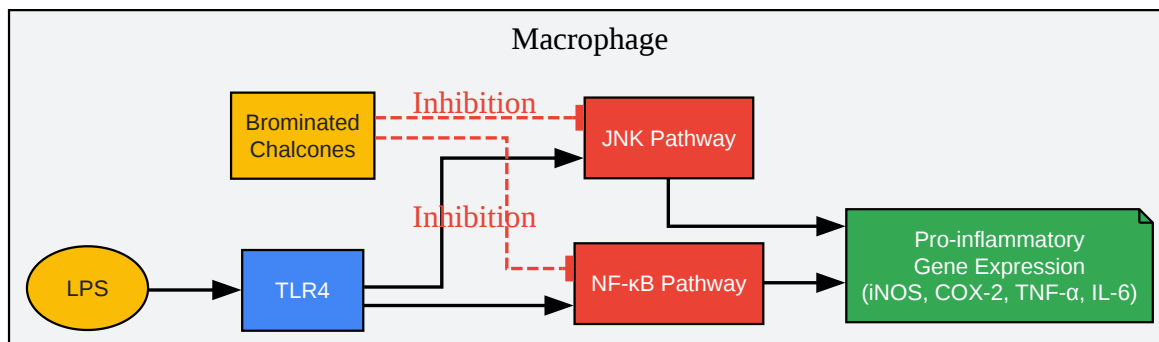 Macrophage
Inhibition
Brominated
Chalcones
JNK Pathway
Inhibition
Pro-inflammatory
Gene Expression
(iNOS, COX-2, TNF-α, IL-6)
LPS
TLR4
NF-κB Pathway